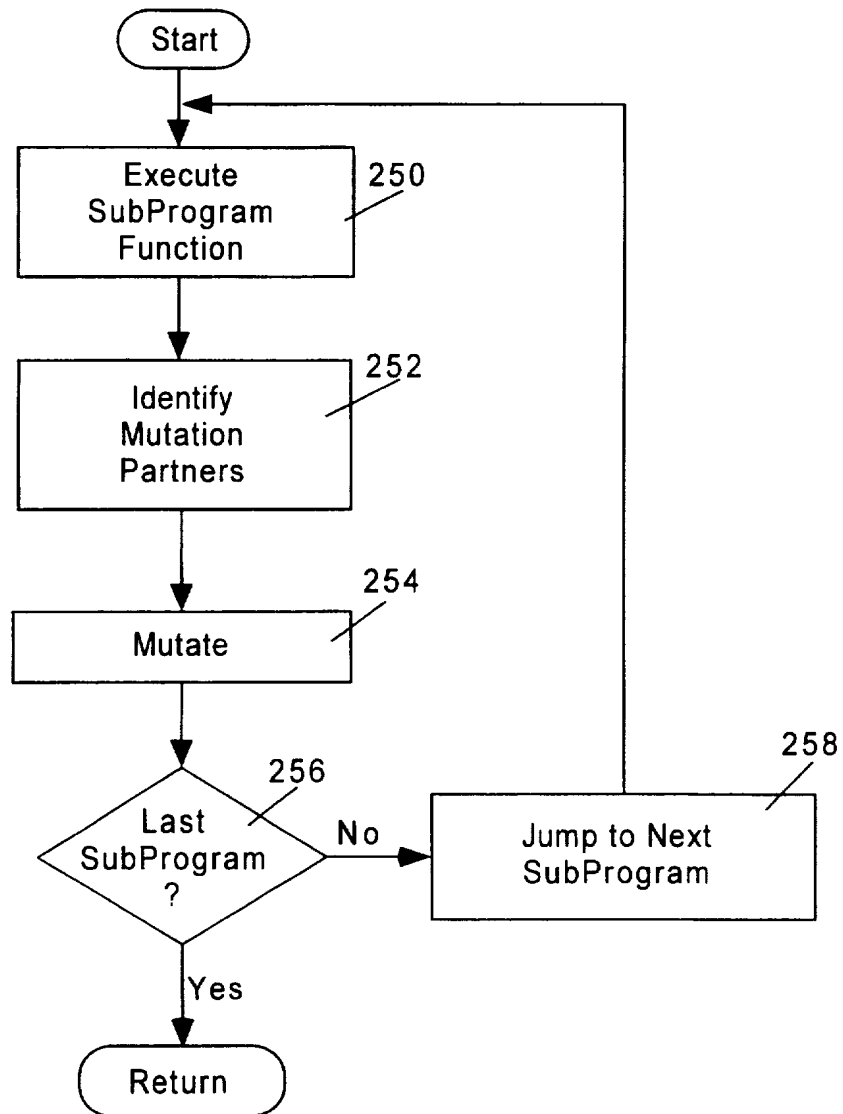 Start
Execute
SubProgram
Function
250
Identify
Mutation
Partners
252
Mutate
254
Last
SubProgram
?
256
No
Jump to Next
SubProgram
258
Yes
Return